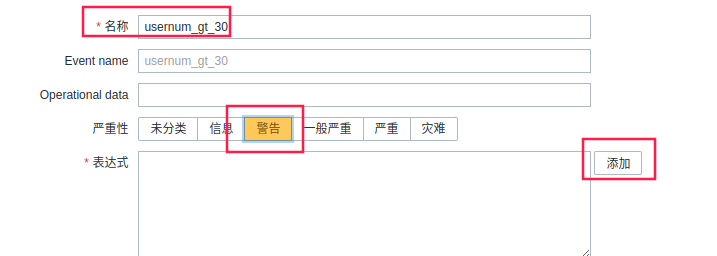 * 名称 usernum_gt_30
Event name usernum_gt_30
Operational data
严重性 未分类 信息 警告 一般严重 严重 灾难
* 表达式 添加